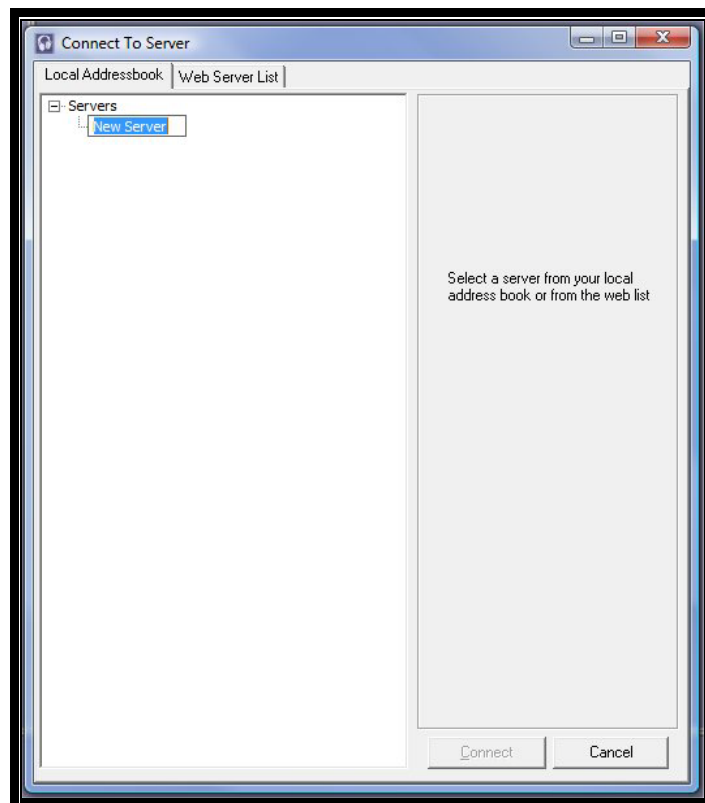 Connect To Server
Local Addressbook
Web Server List
Servers
New Server
Select a server from your local
address book or from the web list
Connect
Cancel